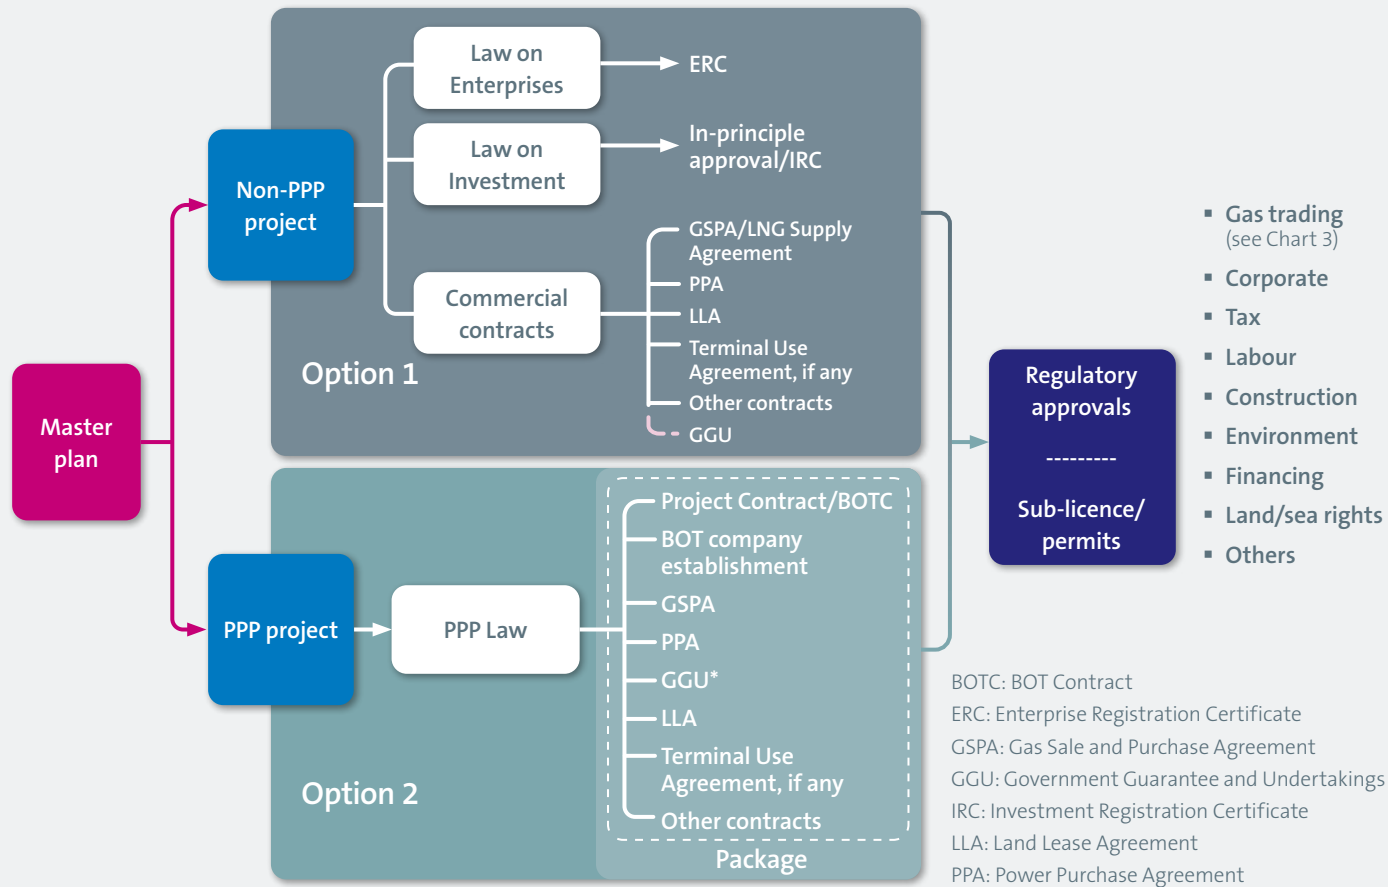 Master
plan
Non-PPP
project
Law on
Enterprises
ERC
Law on
Investment
In-principle
approval/IRC
Commercial
contracts
GSPA/LNG Supply
Agreement
PPA
LLA
Terminal Use
Agreement, if any
Other contracts
GGU
Option 1
PPP project
PPP Law
Project Contract/BOTC
BOT company
establishment
GSPA
PPA
GGU*
LLA
Terminal Use
Agreement, if any
Other contracts
Package
Option 2
Regulatory
approvals
---------
Sub-licence/
permits
▪ Gas trading
(see Chart 3)
▪ Corporate
▪ Tax
▪ Labour
▪ Construction
▪ Environment
▪ Financing
▪ Land/sea rights
▪ Others
BOTC: BOT Contract
ERC: Enterprise Registration Certificate
GSPA: Gas Sale and Purchase Agreement
GGU: Government Guarantee and Undertakings
IRC: Investment Registration Certificate
LLA: Land Lease Agreement
PPA: Power Purchase Agreement